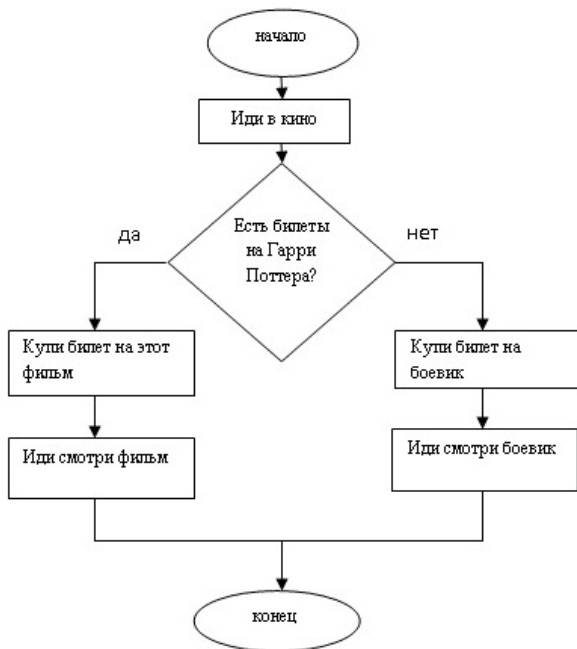 начало
Иди в кино
Есть билеты
на Гарри
Поттера?
да
нет
Купи билет на этот
фильм
Купи билет на
боевик
Иди смотри фильм
Иди смотри боевик
конец